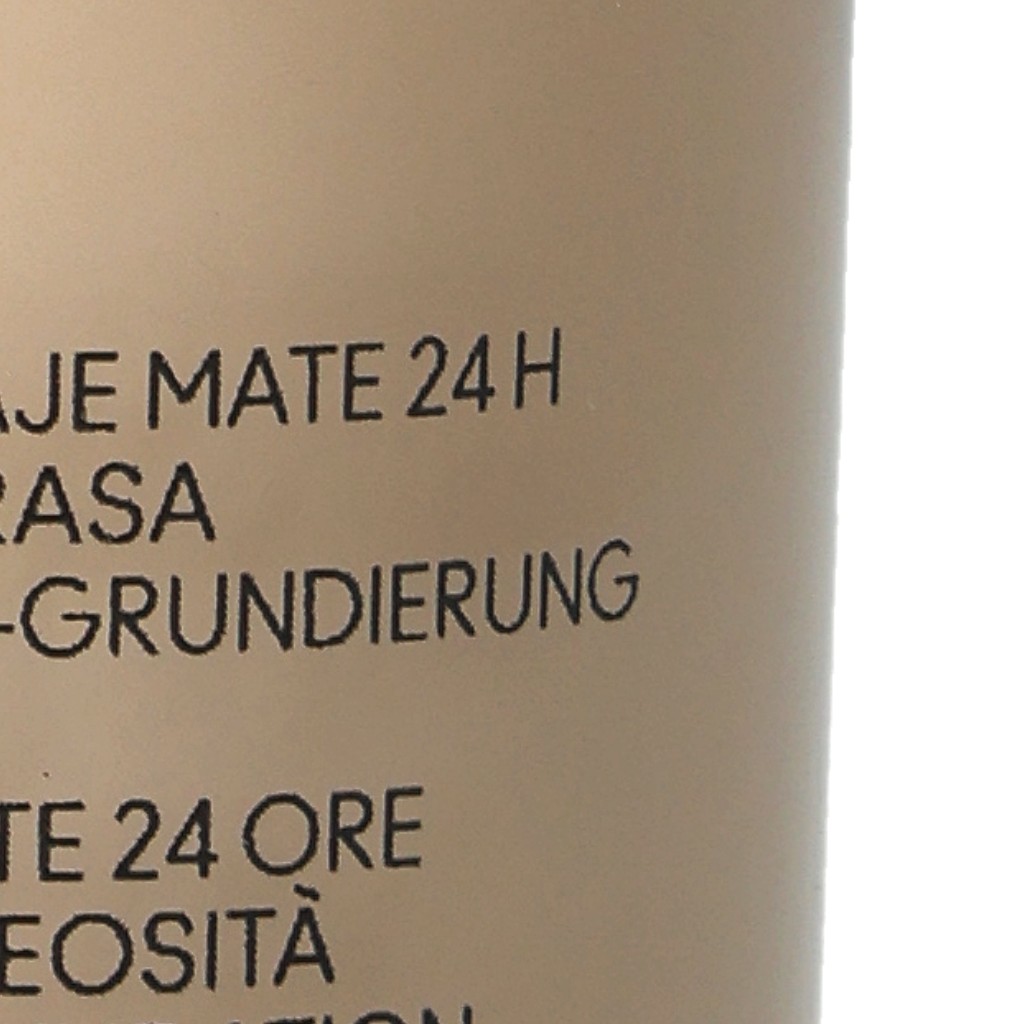 AJE MATE 24 H
RASA
-GRUNDIERUNG
TE 24 ORE
EOSITÀ